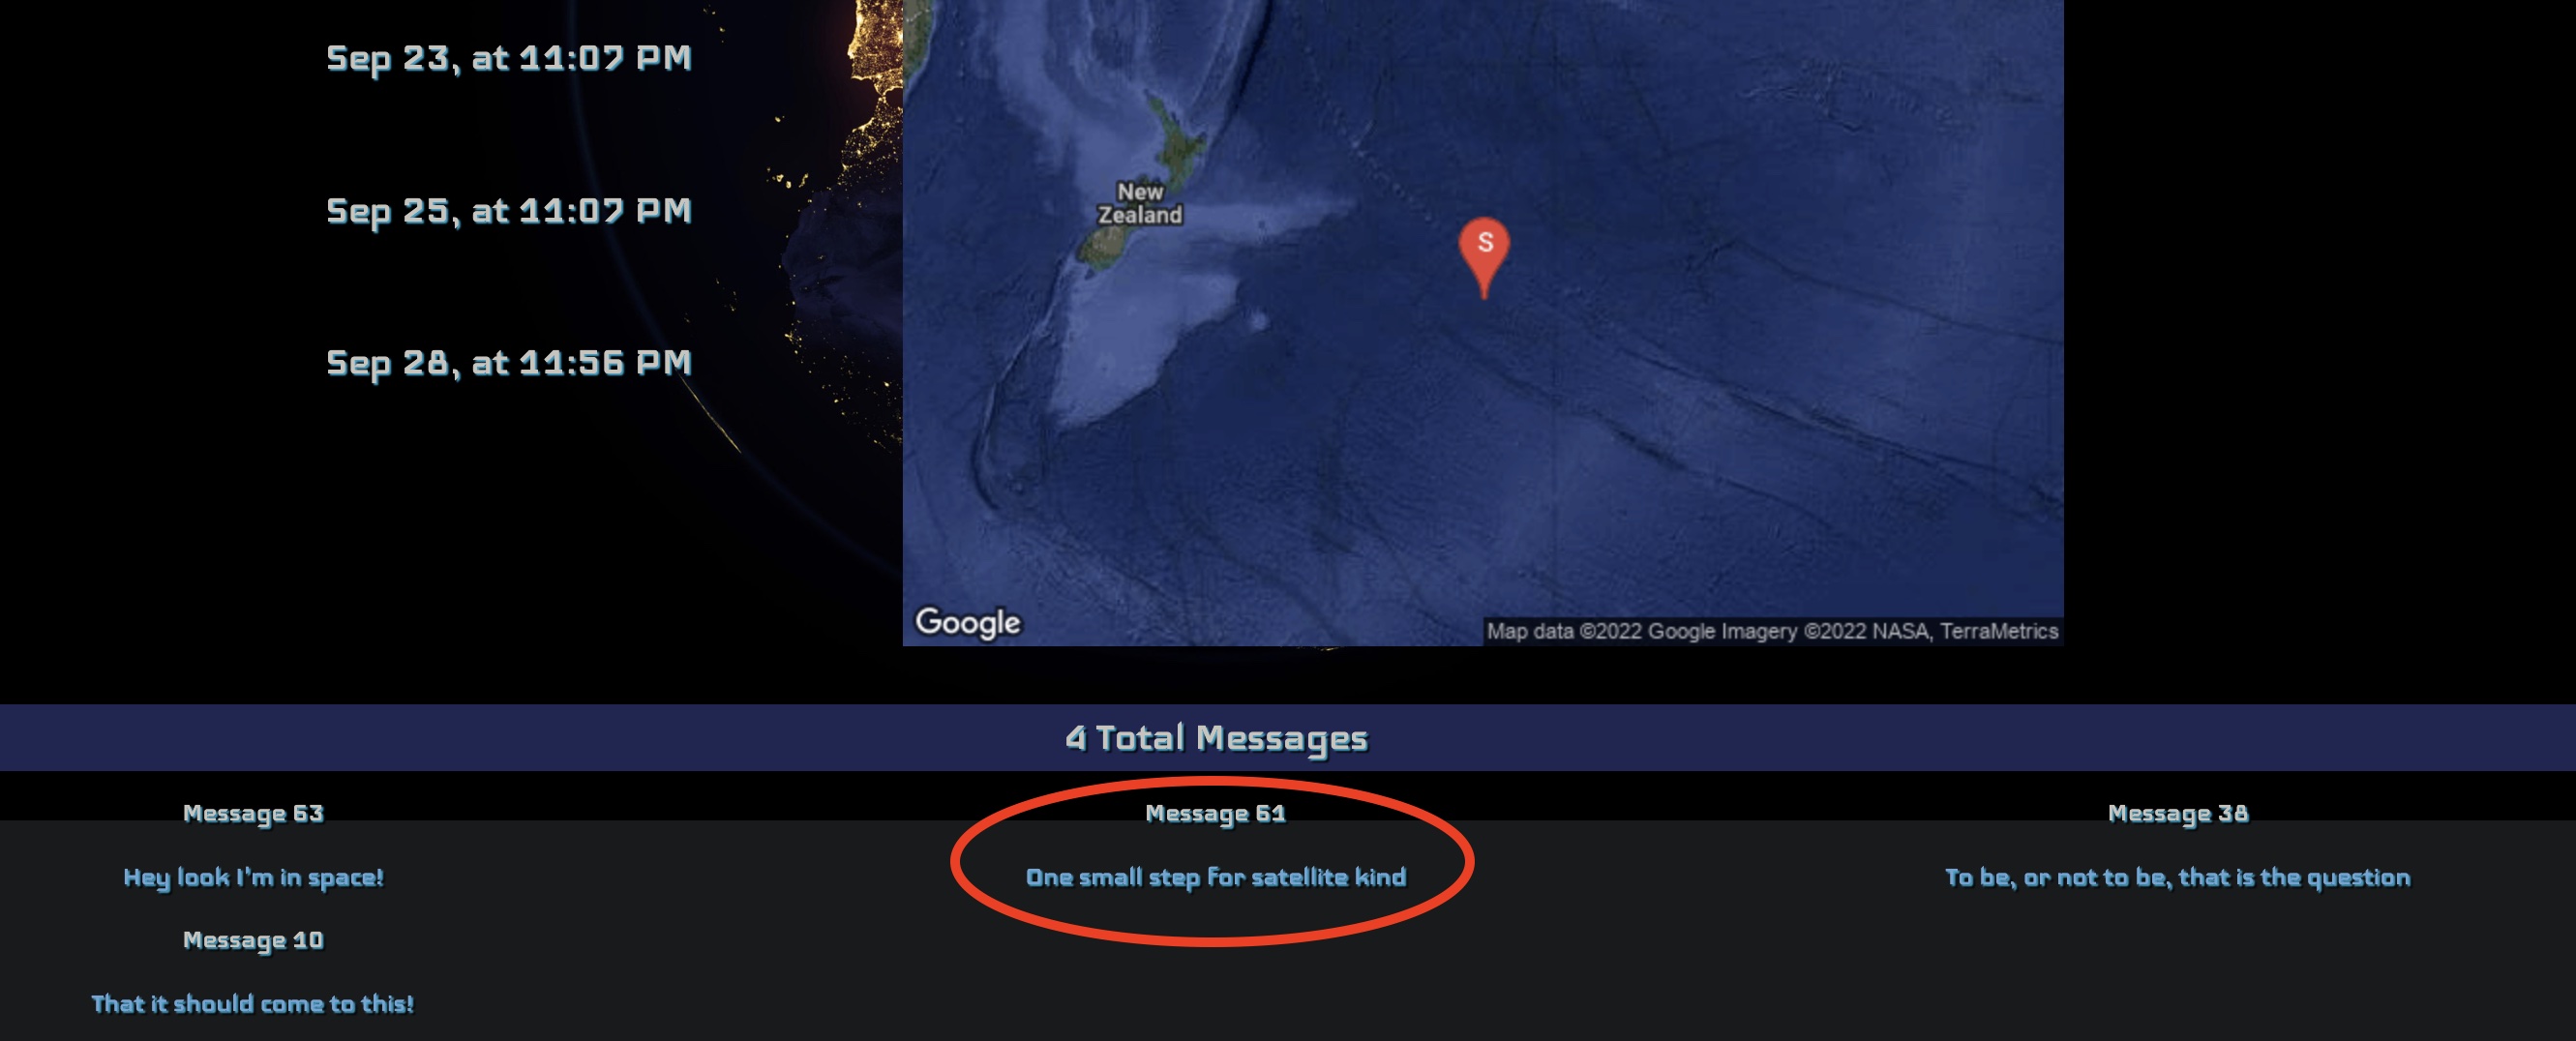 Sep 23, at 11:07 PM
Sep 25, at 11:07 PM
Sep 28, at 11:56 PM
New
Zealand
S
Google
Map data ©2022 Google Imagery ©2022 NASA, TerraMetrics
4 Total Messages
Message 63
Hey look I'm in space!
Message 61
One small step for satellite kind
Message 38
To be, or not to be, that is the question
Message 10
That it should come to this!